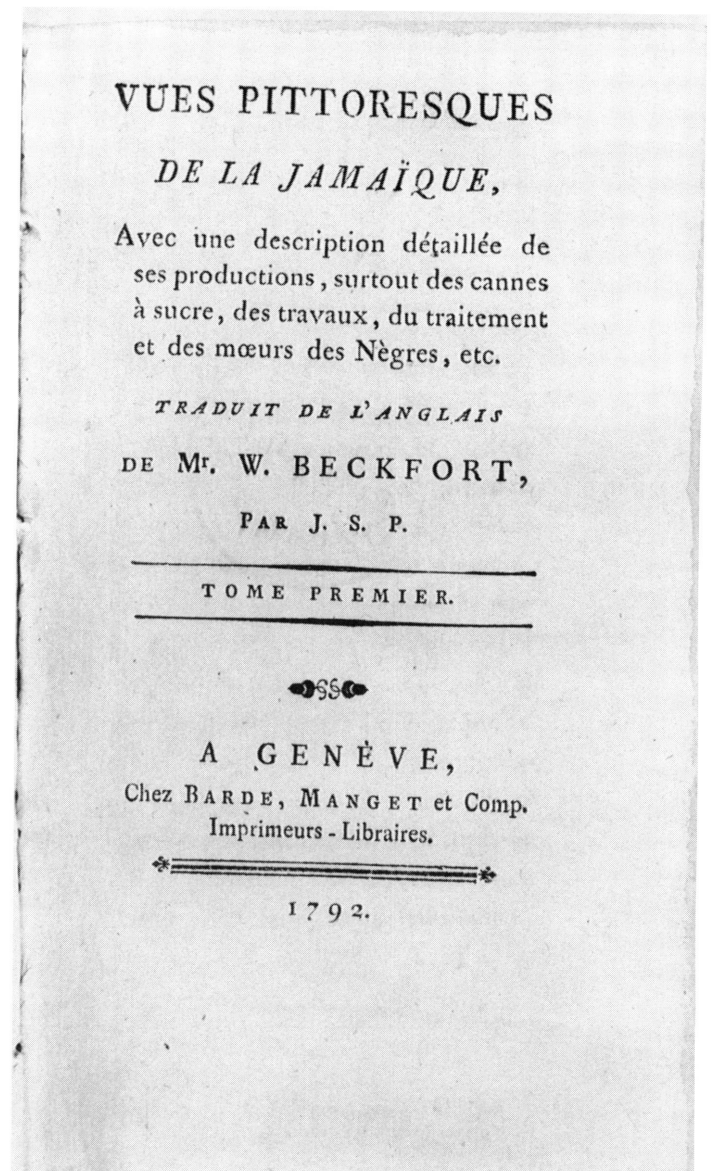 VUES PITTORESQUES
DE LA JAMAÏQUE,
Avec une description détaillée de
ses productions, surtout des cannes
à sucre, des travaux, du traitement
et des mœurs des Nègres, etc.
TRADUIT DE L'ANGLAIS
DE Mr. W. BECKFORT,
PAR J. S. P.
TOME PREMIER.
A GENÈVE,
Chez BARDE, MANGET et Comp.
Imprimeurs-Libraires.
1792.